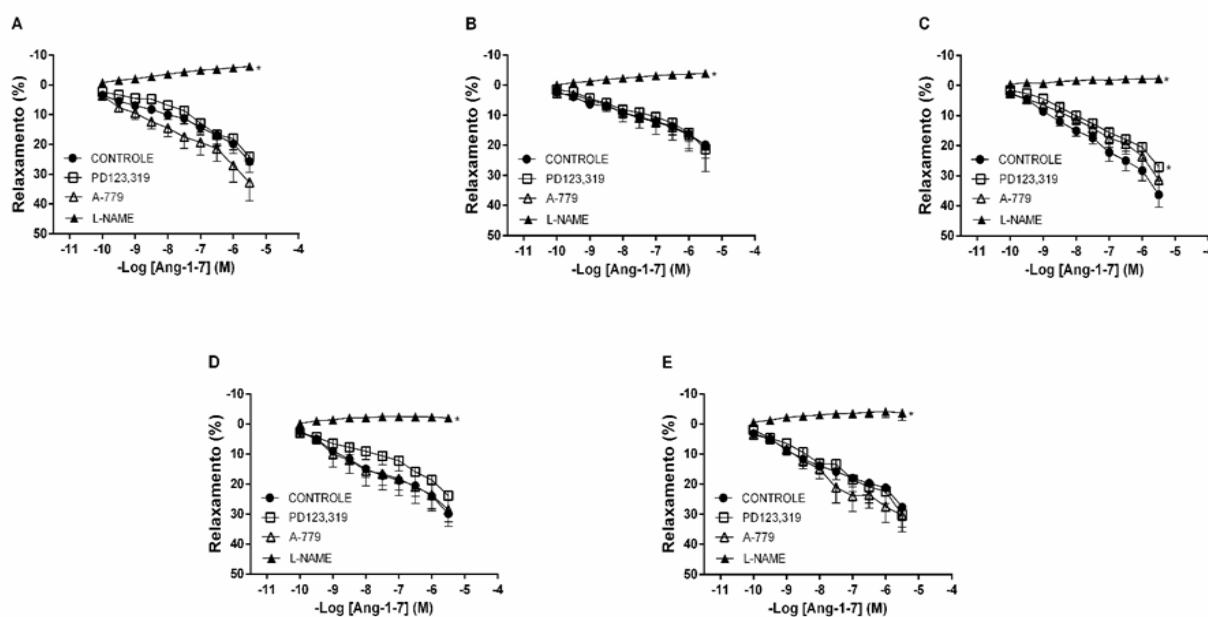 A
-10
0
10
20
30
40
50
Relaxamento (%)
CONTROLE
PD123,319
A-779
L-NAME
*
-11 -10 -9 -8 -7 -6 -5 -4
-Log [Ang-1-7] (M)
B
-10
0
10
20
30
40
50
Relaxamento (%)
CONTROLE
PD123,319
A-779
L-NAME
*
-11 -10 -9 -8 -7 -6 -5 -4
-Log [Ang-1-7] (M)
C
-10
0
10
20
30
40
50
Relaxamento (%)
CONTROLE
PD123,319
A-779
L-NAME
*
*
-11 -10 -9 -8 -7 -6 -5 -4
-Log [Ang-1-7] (M)
D
-10
0
10
20
30
40
50
Relaxamento (%)
CONTROLE
PD123,319
A-779
L-NAME
*
-11 -10 -9 -8 -7 -6 -5 -4
-Log [Ang-1-7] (M)
E
-10
0
10
20
30
40
50
Relaxamento (%)
CONTROLE
PD123,319
A-779
L-NAME
*
-11 -10 -9 -8 -7 -6 -5 -4
-Log [Ang-1-7] (M)